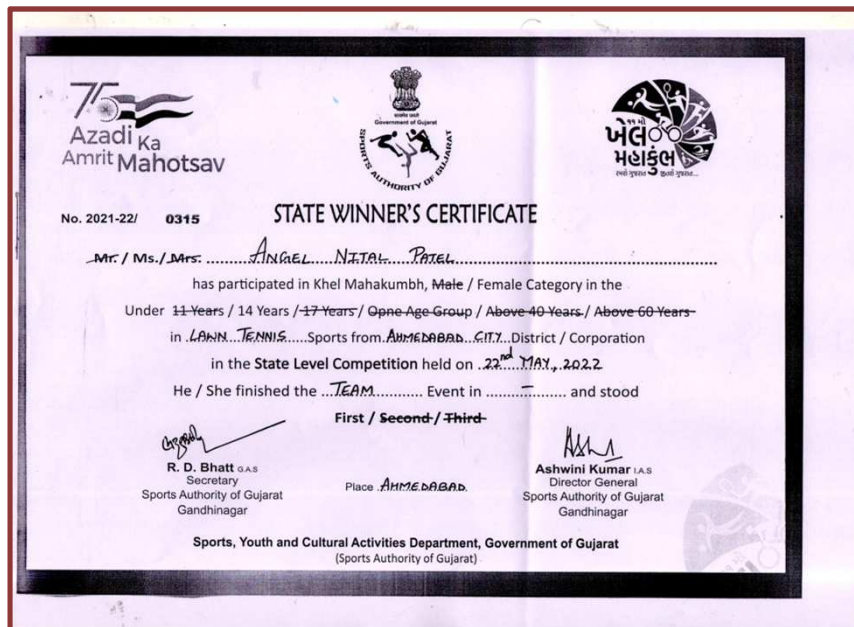 75
Azadi Ka
Amrit Mahotsav
Government of Gujarat
SPORTS AUTHORITY OF GUJARAT
૧૧ મો
ખેલ
મહાકુંભ
રમશે ગુજરાત જીતશે ગુજરાત...
No. 2021-22/ 0315
STATE WINNER'S CERTIFICATE
Mr. / Ms. / Mrs. ANGEL NITAL PATEL
has participated in Khel Mahakumbh, Male / Female Category in the
Under 11 Years / 14 Years / 17 Years / Opne Age Group / Above 40 Years / Above 60 Years
in LAWN TENNIS Sports from AHMEDABAD CITY District / Corporation
in the State Level Competition held on 22nd MAY, 2022
He / She finished the TEAM Event in – and stood
First / Second / Third
R. D. Bhatt G.A.S
Secretary
Sports Authority of Gujarat
Gandhinagar
Place AHMEDABAD
Ashwini Kumar I.A.S
Director General
Sports Authority of Gujarat
Gandhinagar
Sports, Youth and Cultural Activities Department, Government of Gujarat
(Sports Authority of Gujarat)